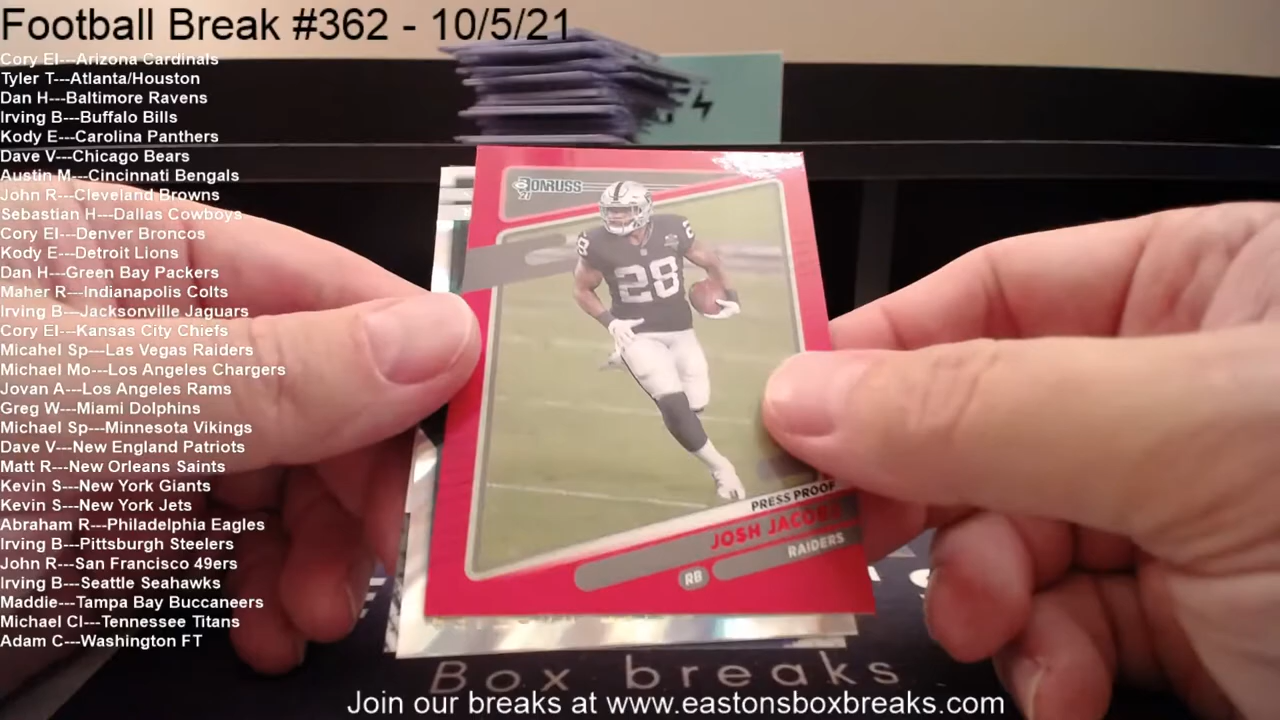 Football Break #362 - 10/5/21
Cory El---Arizona Cardinals
Tyler T---Atlanta/Houston
Dan H---Baltimore Ravens
Irving B---Buffalo Bills
Kody E---Carolina Panthers
Dave V---Chicago Bears
Austin M---Cincinnati Bengals
John R---Cleveland Browns
Sebastian H---Dallas Cowboys
Cory El---Denver Broncos
Kody E---Detroit Lions
Dan H---Green Bay Packers
Maher R---Indianapolis Colts
Irving B---Jacksonville Jaguars
Cory El---Kansas City Chiefs
Micahel Sp---Las Vegas Raiders
Michael Mo---Los Angeles Chargers
Jovan A---Los Angeles Rams
Greg W---Miami Dolphins
Michael Sp---Minnesota Vikings
Dave V---New England Patriots
Matt R---New Orleans Saints
Kevin S---New York Giants
Kevin S---New York Jets
Abraham R---Philadelphia Eagles
Irving B---Pittsburgh Steelers
John R---San Francisco 49ers
Irving B---Seattle Seahawks
Maddie---Tampa Bay Buccaneers
Michael Cl---Tennessee Titans
Adam C---Washington FT
DONRUSS
21
28
PRESS PROOF
JOSH JACOBS
RAIDERS
RB
Box breaks
Join our breaks at www.eastonsboxbreaks.com